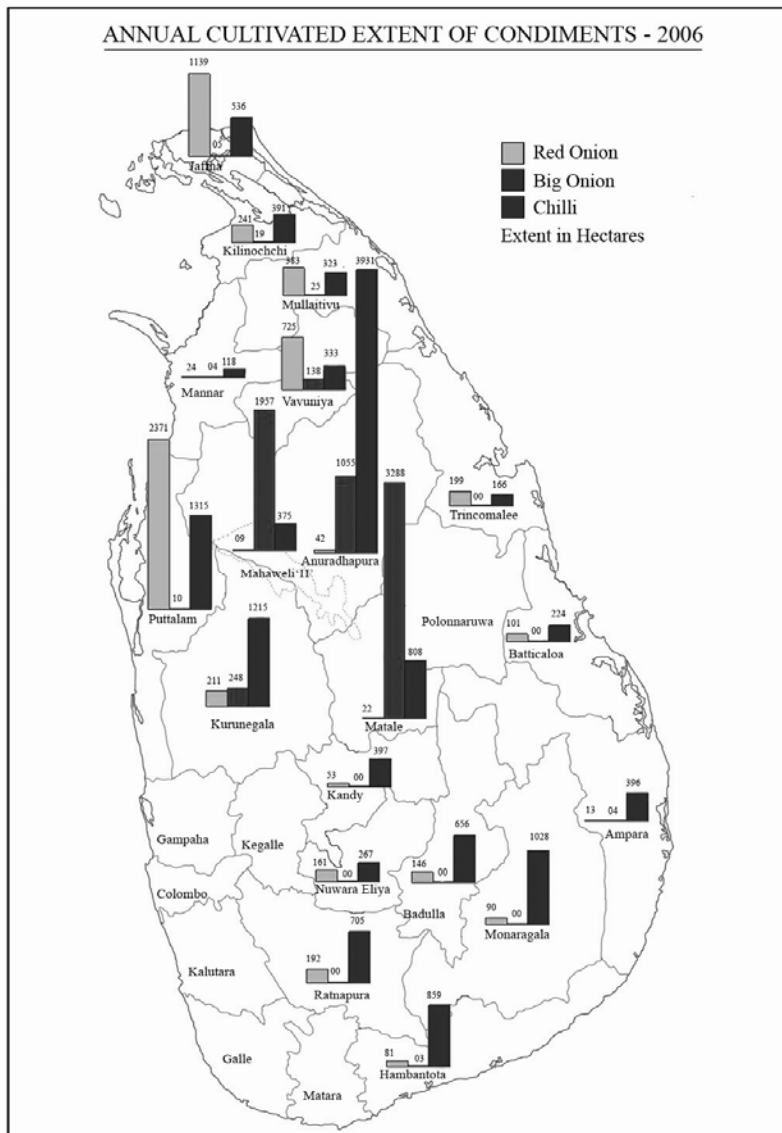 ANNUAL CULTIVATED EXTENT OF CONDIMENTS - 2006
1139
536
05
Jaffna
Red Onion
Big Onion
Chilli
Extent in Hectares
241
19
391
Kilinochchi
383
25
323
Mullaitivu
3931
725
138
333
Vavuniya
24 04 118
Mannar
1957
2371
1315
10
Puttalam
09
375
Mahaweli 'H'
1055
42
Anuradhapura
3288
199 00 166
Trincomalee
Polonnaruwa
101 00 224
Batticaloa
1215
211 248
Kurunegala
808
22
Matale
53 00 397
Kandy
396
13 04
Ampara
Gampaha
Kegalle
161 00 267
Nuwara Eliya
656
146 00
Badulla
1028
90 00
Monaragala
Colombo
Kalutara
705
192 00
Ratnapura
859
81 03
Hambantota
Galle
Matara